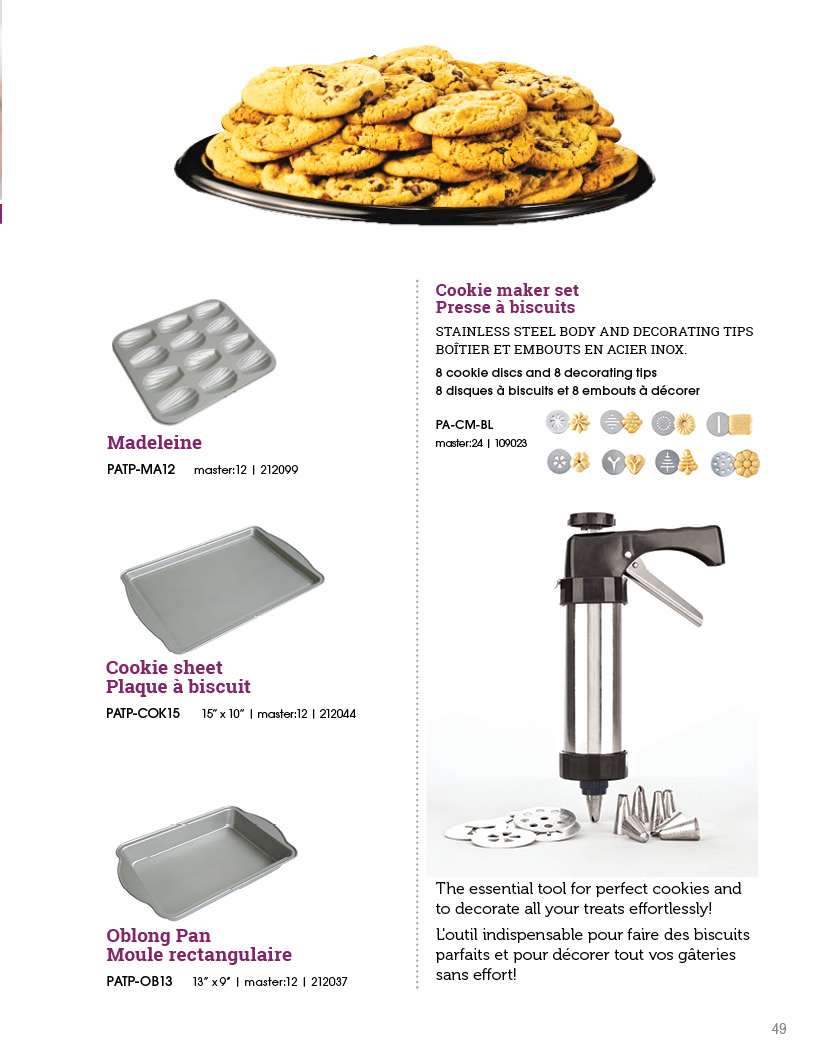 Madeleine
PATP-MA12 master:12 | 212099
Cookie sheet
Plaque à biscuit
PATP-COK15 15” x 10” | master:12 | 212044
Oblong Pan
Moule rectangulaire
PATP-OB13 13” x 9” | master:12 | 212037
Cookie maker set
Presse à biscuits
STAINLESS STEEL BODY AND DECORATING TIPS
BOÎTIER ET EMBOUTS EN ACIER INOX.
8 cookie discs and 8 decorating tips
8 disques à biscuits et 8 embouts à décorer
PA-CM-BL
master:24 | 109023
The essential tool for perfect cookies and
to decorate all your treats effortlessly!
L'outil indispensable pour faire des biscuits
parfaits et pour décorer tout vos gâteries
sans effort!
49